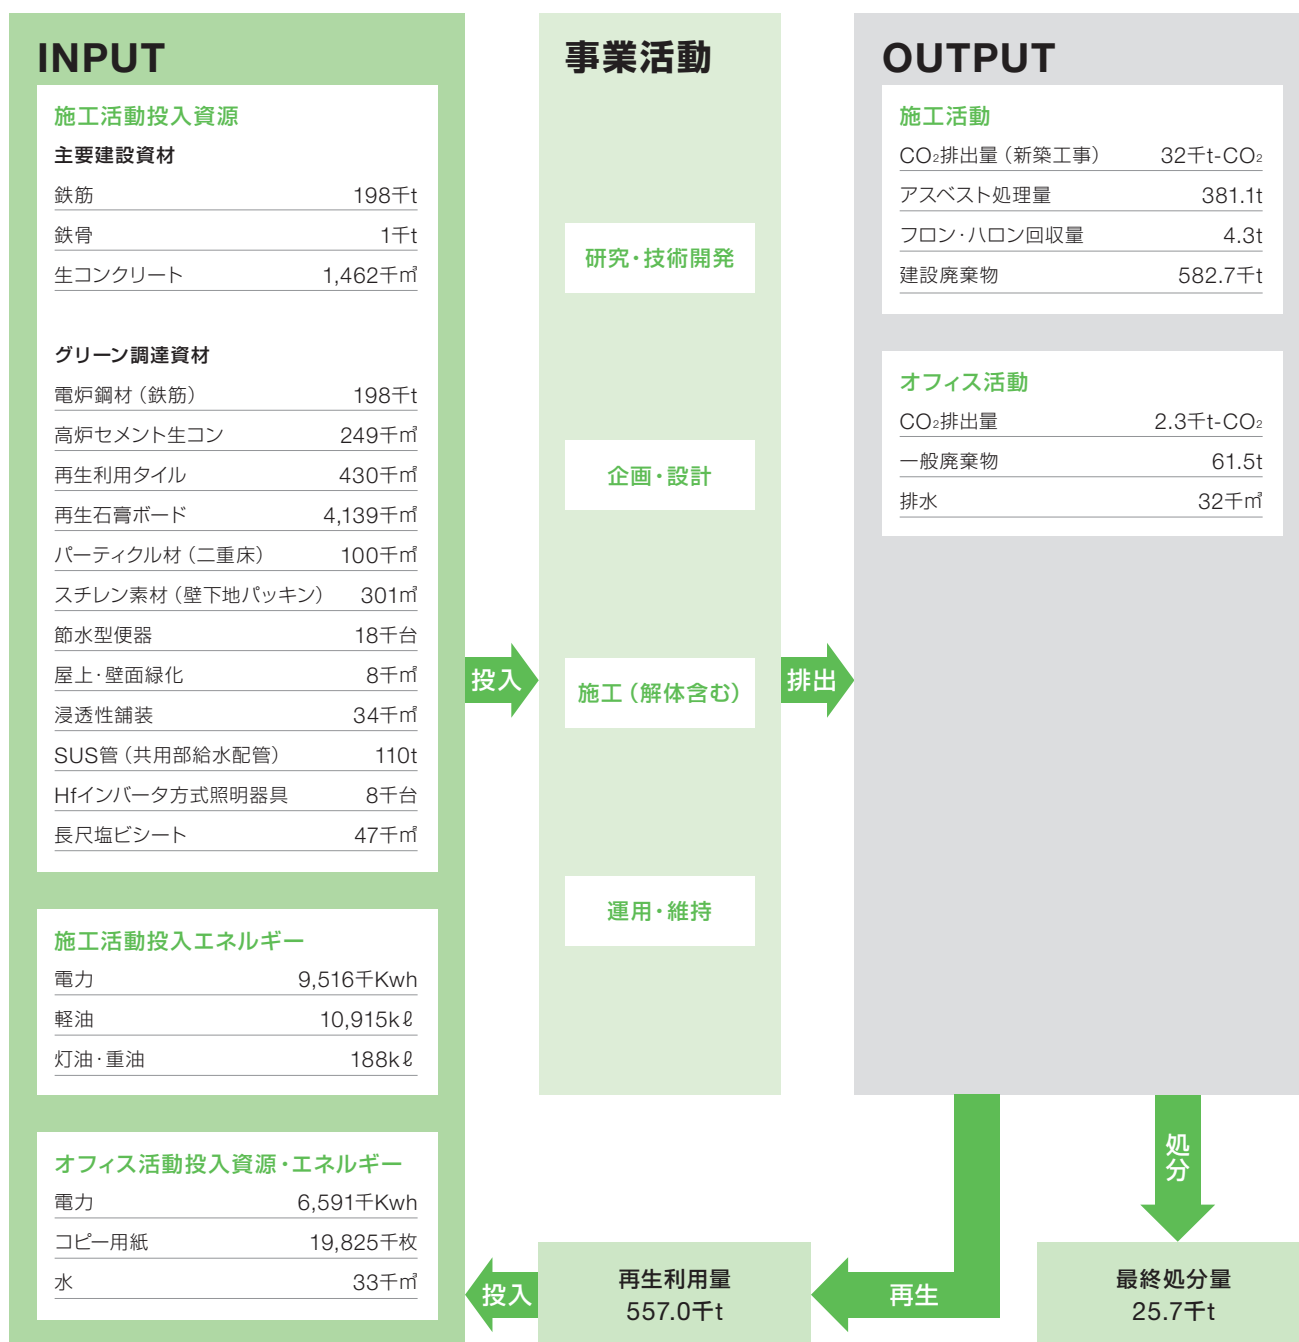 INPUT
施工活動投入資源
主要建設資材
鉄筋 198千t
鉄骨 1千t
生コンクリート 1,462千㎥
グリーン調達資材
電炉鋼材（鉄筋） 198千t
高炉セメント生コン 249千㎥
再生利用タイル 430千㎡
再生石膏ボード 4,139千㎡
パーティクル材（二重床） 100千㎡
スチレン素材（壁下地パッキン） 301㎥
節水型便器 18千台
屋上･壁面緑化 8千㎡
浸透性舗装 34千㎡
SUS管（共用部給水配管） 110t
Hfインバータ方式照明器具 8千台
長尺塩ビシート 47千㎡
施工活動投入エネルギー
電力 9,516千Kwh
軽油 10,915kℓ
灯油･重油 188kℓ
オフィス活動投入資源･エネルギー
電力 6,591千Kwh
コピー用紙 19,825千枚
水 33千㎥
投入
事業活動
研究･技術開発
企画･設計
施工（解体含む）
運用･維持
排出
OUTPUT
施工活動
CO₂排出量（新築工事） 32千t-CO₂
アスベスト処理量 381.1t
フロン･ハロン回収量 4.3t
建設廃棄物 582.7千t
オフィス活動
CO₂排出量 2.3千t-CO₂
一般廃棄物 61.5t
排水 32千㎥
処分
最終処分量
25.7千t
再生
再生利用量
557.0千t
投入